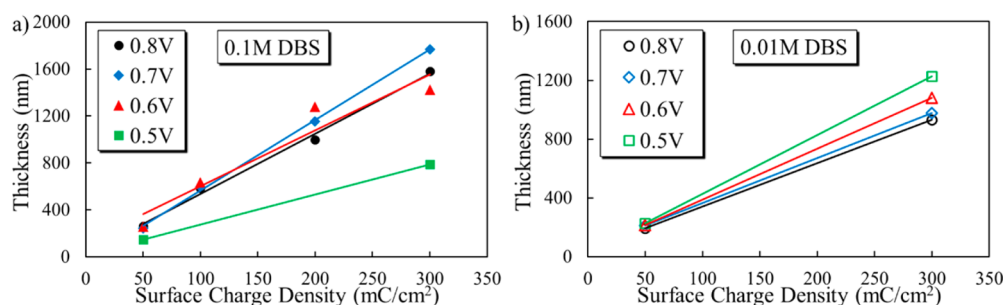 a)
2000
1600
1200
800
400
0
Thickness (nm)
0.8V
0.7V
0.6V
0.5V
0.1M DBS
0 50 100 150 200 250 300 350
Surface Charge Density (mC/cm²)
b)
1600
1200
800
400
0
Thickness (nm)
0.8V
0.7V
0.6V
0.5V
0.01M DBS
0 50 100 150 200 250 300 350
Surface Charge Density (mC/cm²)